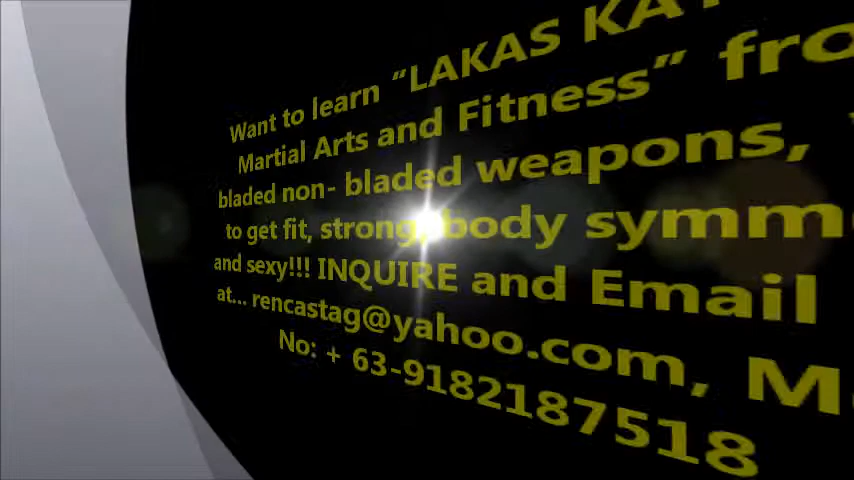 Want to learn “LAKAS KA
Martial Arts and Fitness” fro
bladed non- bladed weapons,
to get fit, strong, body symm
and sexy!!! INQUIRE and Email
at... rencastag@yahoo.com, M
No: + 63-9182187518